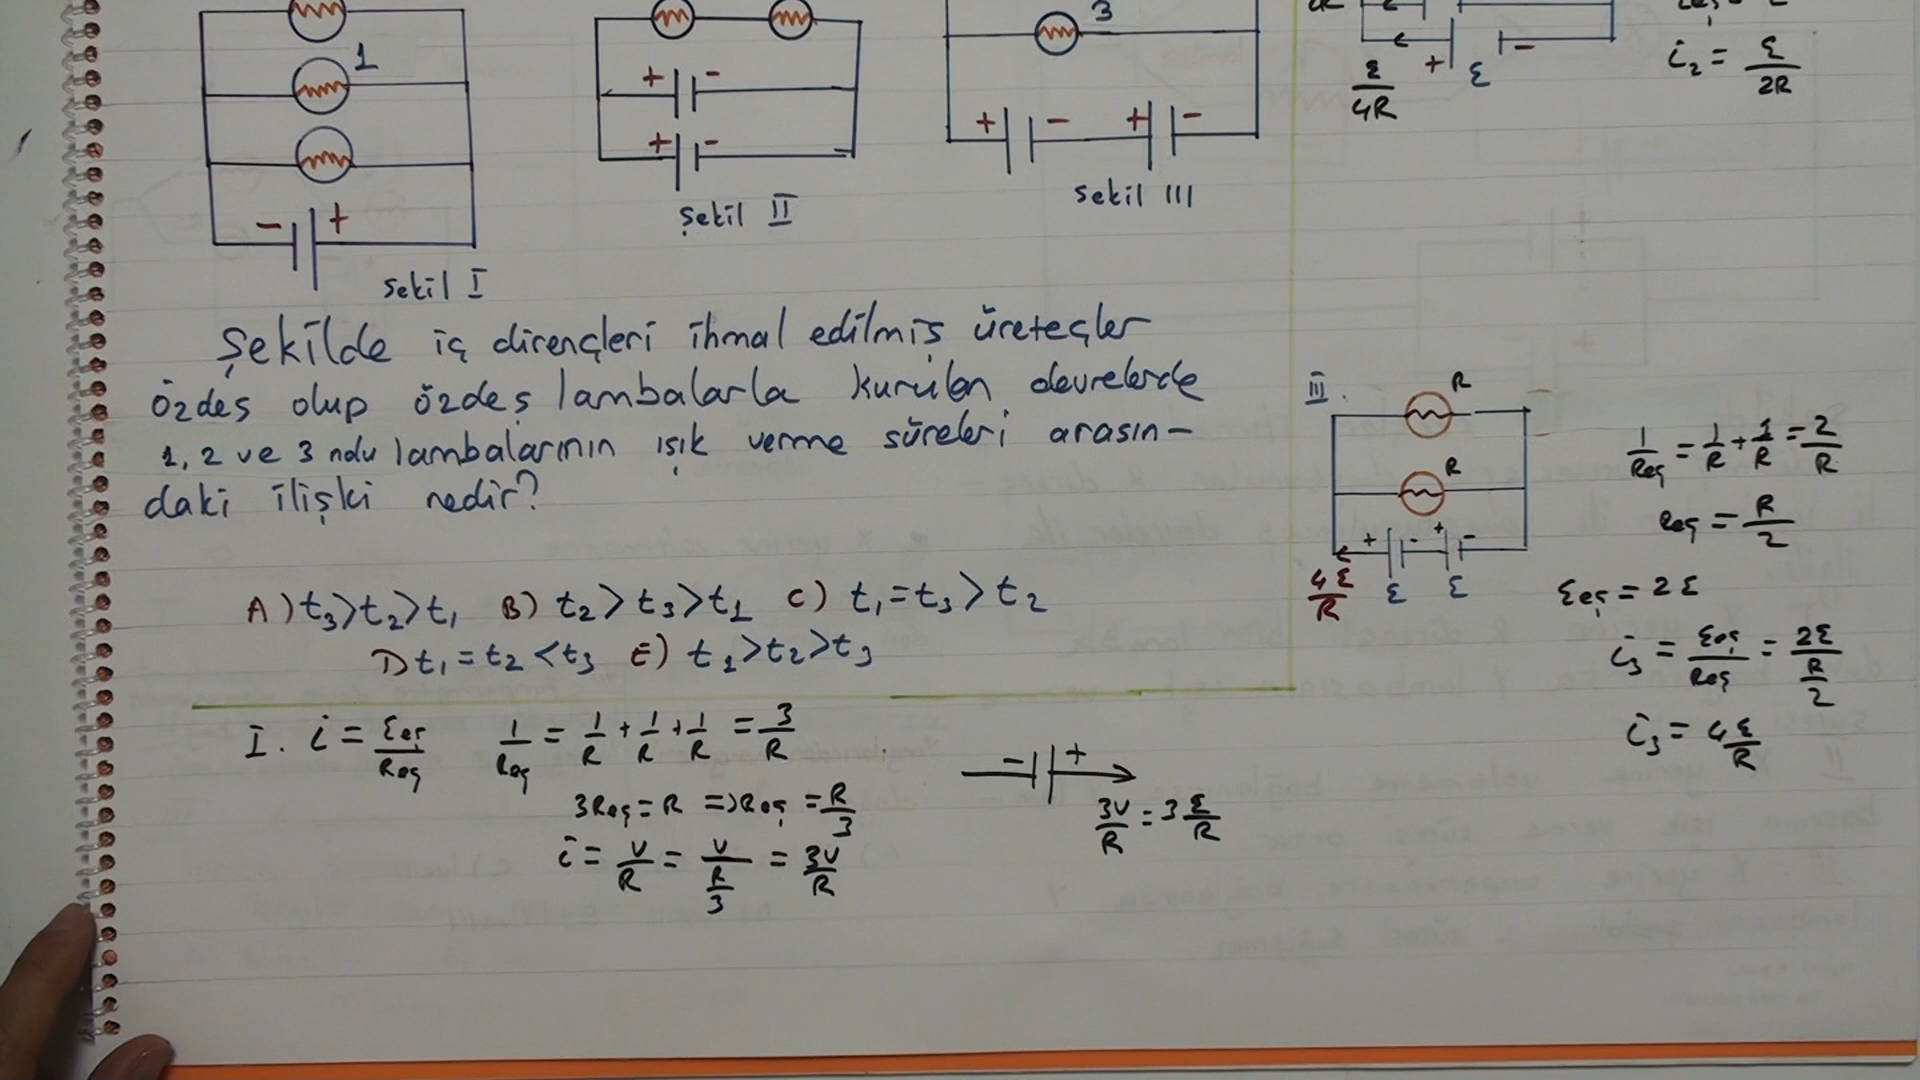 1
- +
Şekil I
+ -
+ -
Şekil II
3
+ - + -
Şekil III
+ -
ε
ε/4R
i₂ = ε/2R
Şekilde iç dirençleri ihmal edilmiş üreteçler
özdeş olup özdeş lambalarla kurulan devrelerde
1, 2 ve 3 nolu lambalarının ışık verme süreleri arasın-
daki ilişki nedir?
A) t₃>t₂>t₁ B) t₂>t₃>t₁ C) t₁=t₃>t₂
D) t₁=t₂<t₃ E) t₁>t₂>t₃
I. i = εeş/Reş 1/Reş = 1/R + 1/R + 1/R = 3/R
3Reş = R => Reş = R/3
i = V/R = V/(R/3) = 3V/R
- +
3V/R = 3 ε/R
III.
R
R
+ - + -
ε ε
4ε/R
1/Reş = 1/R + 1/R = 2/R
Reş = R/2
εeş = 2ε
i₃ = εeş/Reş = 2ε/(R/2)
i₃ = 4ε/R